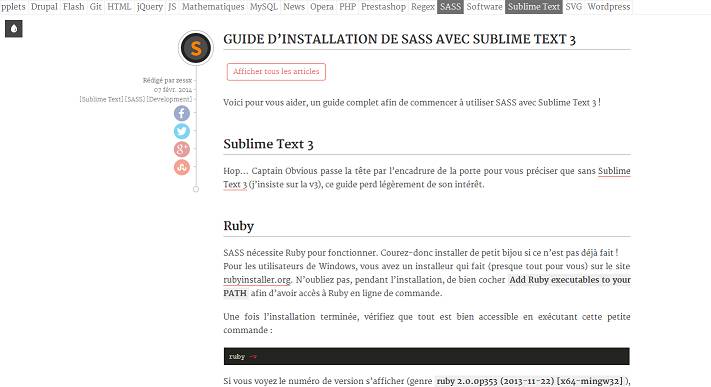 pplets Drupal Flash Git HTML jQuery JS Mathematiques MySQL News Opera PHP Prestashop Regex SASS Software Sublime Text SVG Wordpress
GUIDE D'INSTALLATION DE SASS AVEC SUBLIME TEXT 3
Afficher tous les articles
Rédigé par zessx
07 févr. 2014
[Sublime Text] [SASS] [Development]
Voici pour vous aider, un guide complet afin de commencer à utiliser SASS avec Sublime Text 3 !
Sublime Text 3
Hop... Captain Obvious passe la tête par l'encadrure de la porte pour vous préciser que sans Sublime
Text 3 (j'insiste sur la v3), ce guide perd légèrement de son intérêt.
Ruby
SASS nécessite Ruby pour fonctionner. Courez-donc installer de petit bijou si ce n'est pas déjà fait !
Pour les utilisateurs de Windows, vous avez un installeur qui fait (presque tout pour vous) sur le site
rubyinstaller.org. N'oubliez pas, pendant l'installation, de bien cocher Add Ruby executables to your
PATH afin d'avoir accès à Ruby en ligne de commande.
Une fois l'installation terminée, vérifiez que tout est bien accessible en exécutant cette petite
commande :
ruby -v
Si vous voyez le numéro de version s'afficher (genre ruby 2.0.0p353 (2013-11-22) [x64-mingw32] ),